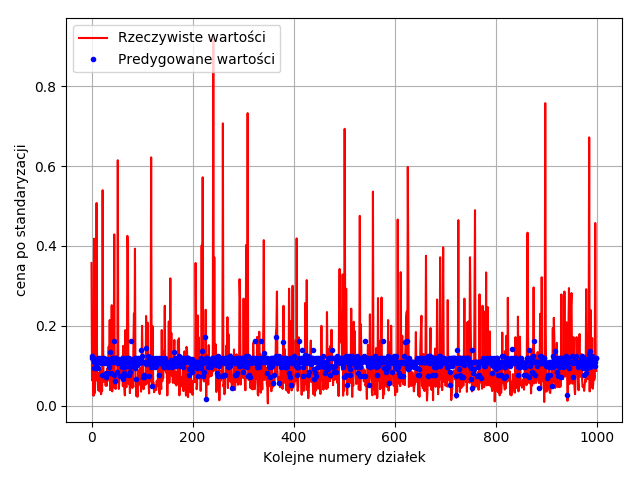 Rzeczywiste wartości
Predygowane wartości
cena po standaryzacji
0.8
0.6
0.4
0.2
0.0
0 200 400 600 800 1000
Kolejne numery działek